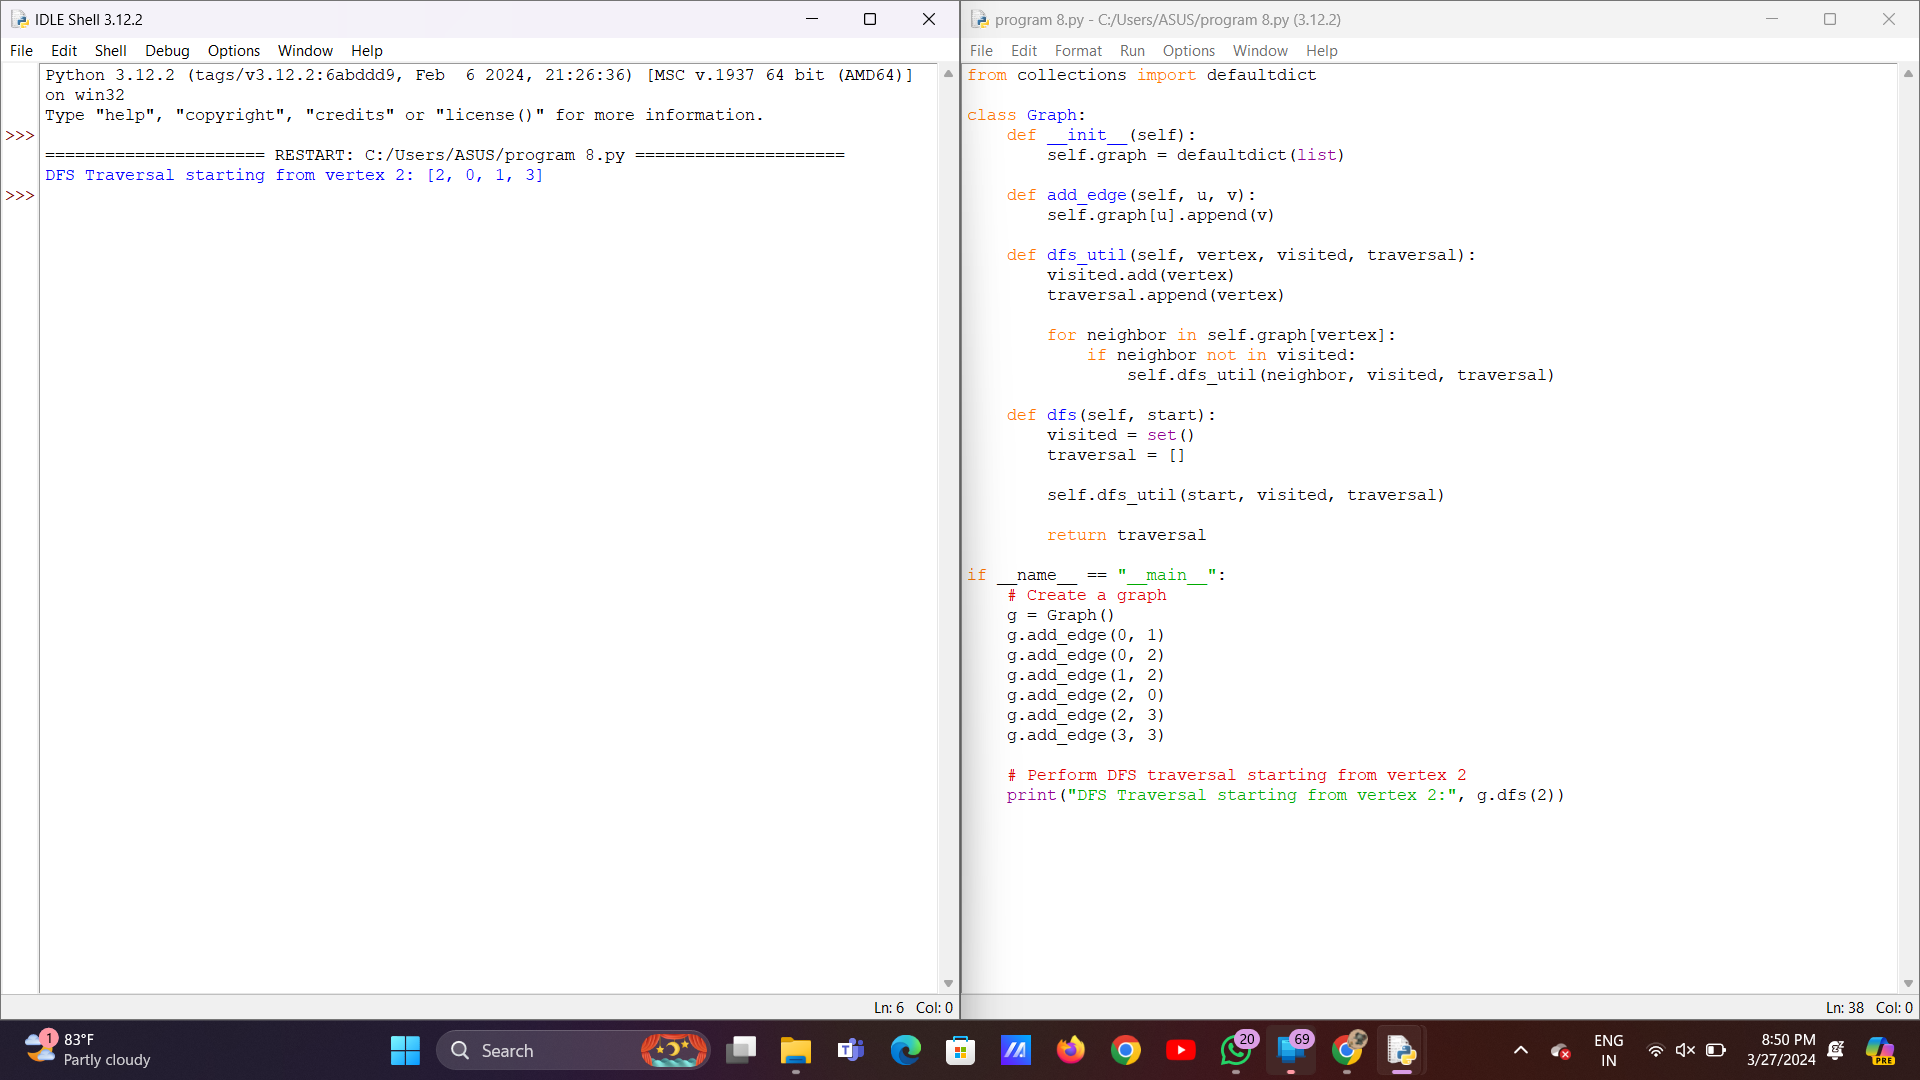 IDLE Shell 3.12.2
File Edit Shell Debug Options Window Help
Python 3.12.2 (tags/v3.12.2:6abddd9, Feb  6 2024, 21:26:36) [MSC v.1937 64 bit (AMD64)]
on win32
Type "help", "copyright", "credits" or "license()" for more information.
>>>
====================== RESTART: C:/Users/ASUS/program 8.py =====================
DFS Traversal starting from vertex 2: [2, 0, 1, 3]
>>>
Ln: 6 Col: 0
program 8.py - C:/Users/ASUS/program 8.py (3.12.2)
File Edit Format Run Options Window Help
from collections import defaultdict
class Graph:
    def __init__(self):
        self.graph = defaultdict(list)
    def add_edge(self, u, v):
        self.graph[u].append(v)
    def dfs_util(self, vertex, visited, traversal):
        visited.add(vertex)
        traversal.append(vertex)
        for neighbor in self.graph[vertex]:
            if neighbor not in visited:
                self.dfs_util(neighbor, visited, traversal)
    def dfs(self, start):
        visited = set()
        traversal = []
        self.dfs_util(start, visited, traversal)
        return traversal
if __name__ == "__main__":
    # Create a graph
    g = Graph()
    g.add_edge(0, 1)
    g.add_edge(0, 2)
    g.add_edge(1, 2)
    g.add_edge(2, 0)
    g.add_edge(2, 3)
    g.add_edge(3, 3)
    # Perform DFS traversal starting from vertex 2
    print("DFS Traversal starting from vertex 2:", g.dfs(2))
Ln: 38 Col: 0
1
83°F
Partly cloudy
Search
20
69
ENG
IN
8:50 PM
3/27/2024
PRE